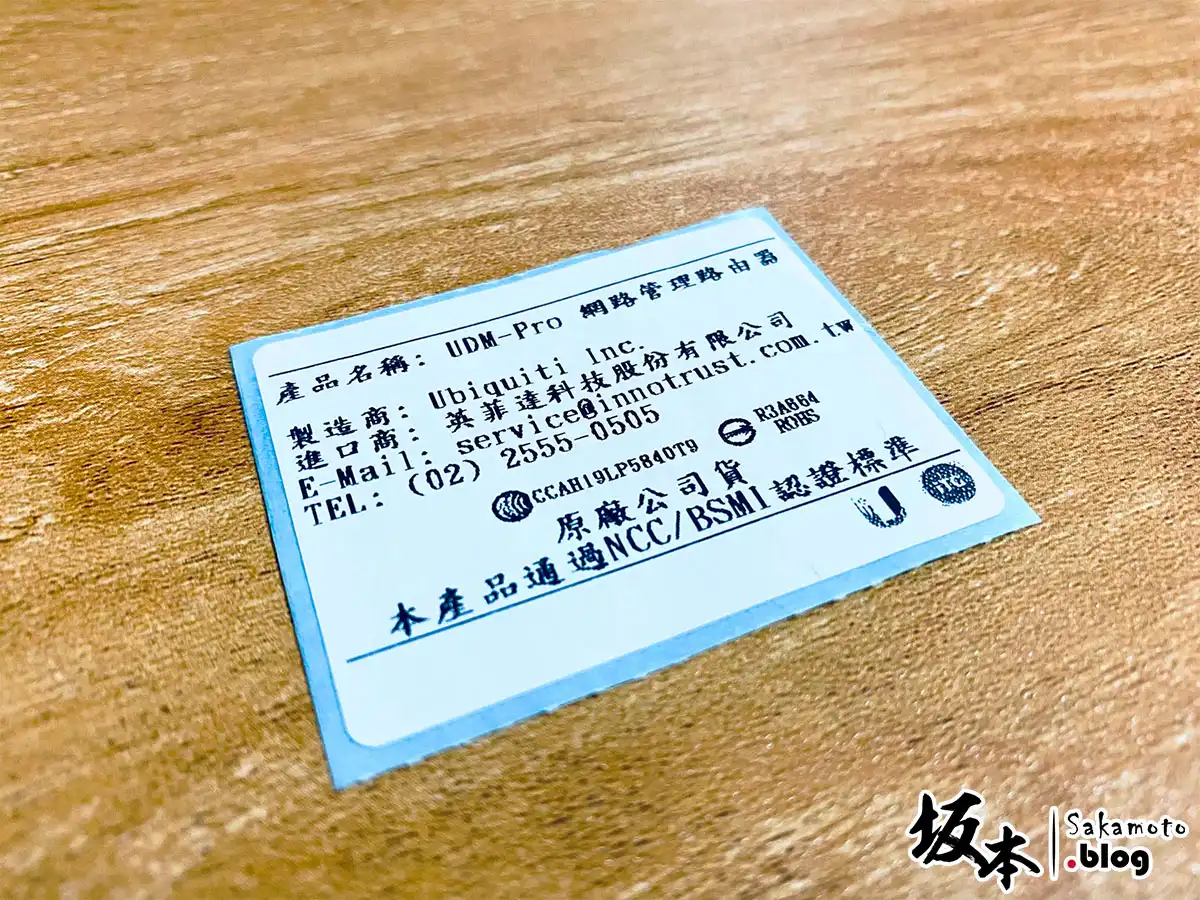 產品名稱: UDM-Pro 網路管理路由器
製造商: Ubiquiti Inc.
進口商: 英菲達科技股份有限公司
E-Mail: service@innotrust.com.tw
TEL: (02) 2555-0505
CCAH19LP5840T9
R3A664
ROHS
原廠公司貨
本產品通過NCC/BSMI認證標準
坂本
Sakamoto
.blog